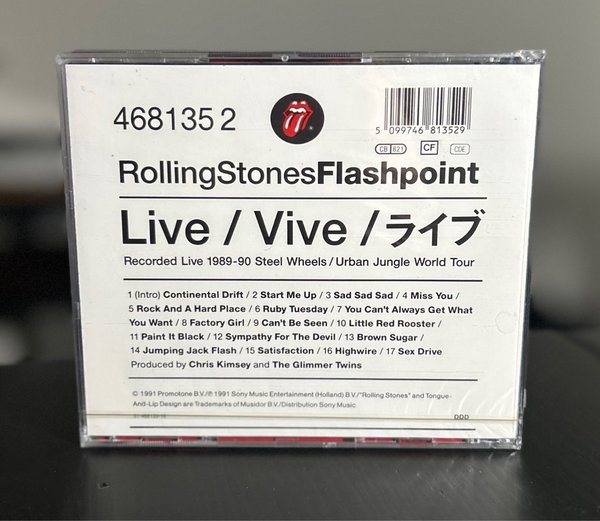 468135 2
5 099746 813529
CB 821 CF CDE
RollingStonesFlashpoint
Live / Vive / ライブ
Recorded Live 1989-90 Steel Wheels / Urban Jungle World Tour
1 (Intro) Continental Drift / 2 Start Me Up / 3 Sad Sad Sad / 4 Miss You /
5 Rock And A Hard Place / 6 Ruby Tuesday / 7 You Can't Always Get What
You Want / 8 Factory Girl / 9 Can't Be Seen / 10 Little Red Rooster /
11 Paint It Black / 12 Sympathy For The Devil / 13 Brown Sugar /
14 Jumping Jack Flash / 15 Satisfaction / 16 Highwire / 17 Sex Drive
Produced by Chris Kimsey and The Glimmer Twins
© 1991 Promotone B.V./℗ 1991 Sony Music Entertainment (Holland) B.V./"Rolling Stones" and Tongue-
And-Lip Design are Trademarks of Musidor B.V./Distribution Sony Music
DDD